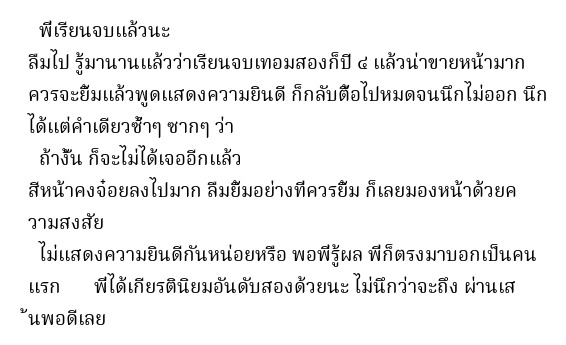 พี่เรียนจบแล้วนะ
ลืมไป รู้มานานแล้วว่าเรียนจบเทอมสองก็ปี ๔ แล้วน่าขายหน้ามาก
ควรจะยิ้มแล้วพูดแสดงความยินดี ก็กลับตื้อไปหมดจนนึกไม่ออก นึก
ได้แต่คำเดียวซ้ำๆ ซากๆ ว่า
ถ้างั้น ก็จะไม่ได้เจออีกแล้ว
สีหน้าคงจ๋อยลงไปมาก ลืมยิ้มอย่างที่ควรยิ้ม ก็เลยมองหน้าด้วยค
วามสงสัย
ไม่แสดงความยินดีกันหน่อยหรือ พอพี่รู้ผล พี่ก็ตรงมาบอกเป็นคน
แรก พี่ได้เกียรตินิยมอันดับสองด้วยนะ ไม่นึกว่าจะถึง ผ่านเส
้นพอดีเลย